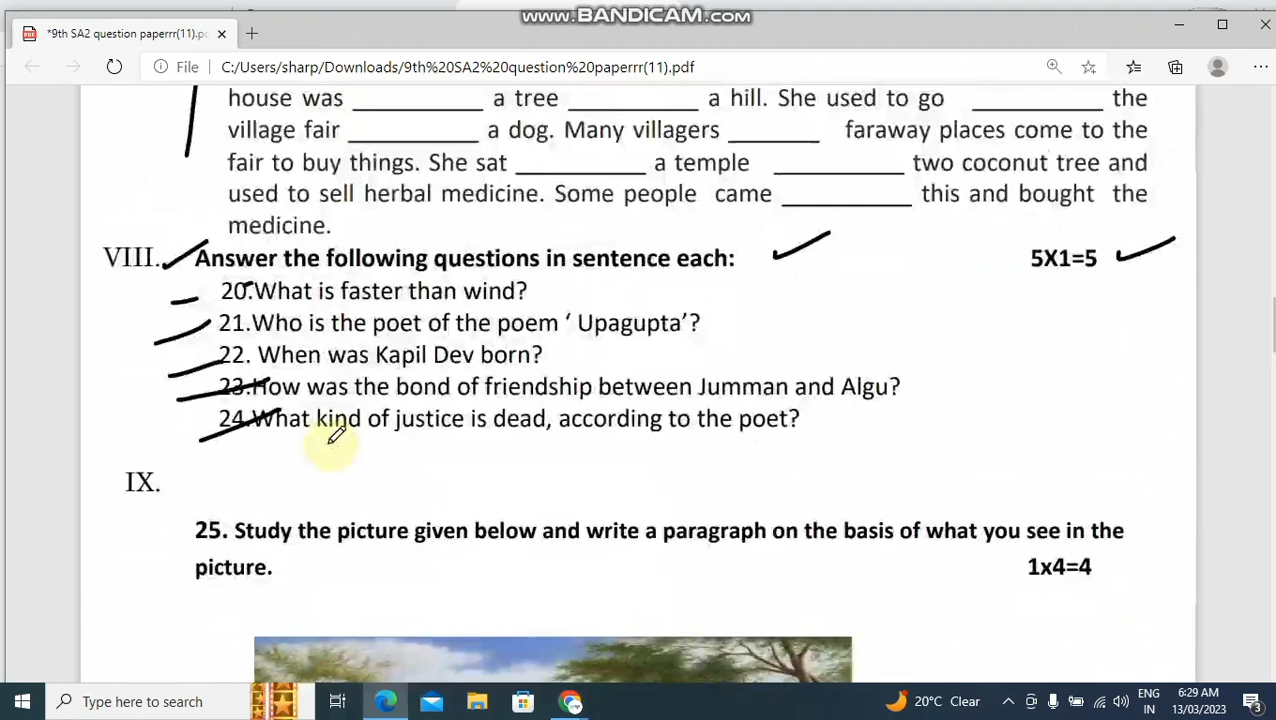 www.BANDICAM.com
*9th SA2 question paperrr(11).pc
File C:/Users/sharp/Downloads/9th%20SA2%20question%20paperrr(11).pdf
house was __________ a tree __________ a hill. She used to go __________ the
village fair __________ a dog. Many villagers _______ faraway places come to the
fair to buy things. She sat __________ a temple __________ two coconut tree and
used to sell herbal medicine. Some people came __________ this and bought the
medicine.
VIII. Answer the following questions in sentence each: 5X1=5
20.What is faster than wind?
21.Who is the poet of the poem ‘ Upagupta’?
22. When was Kapil Dev born?
23.How was the bond of friendship between Jumman and Algu?
24.What kind of justice is dead, according to the poet?
IX.
25. Study the picture given below and write a paragraph on the basis of what you see in the
picture. 1x4=4
Type here to search
20°C Clear
ENG
IN
6:29 AM
13/03/2023
3